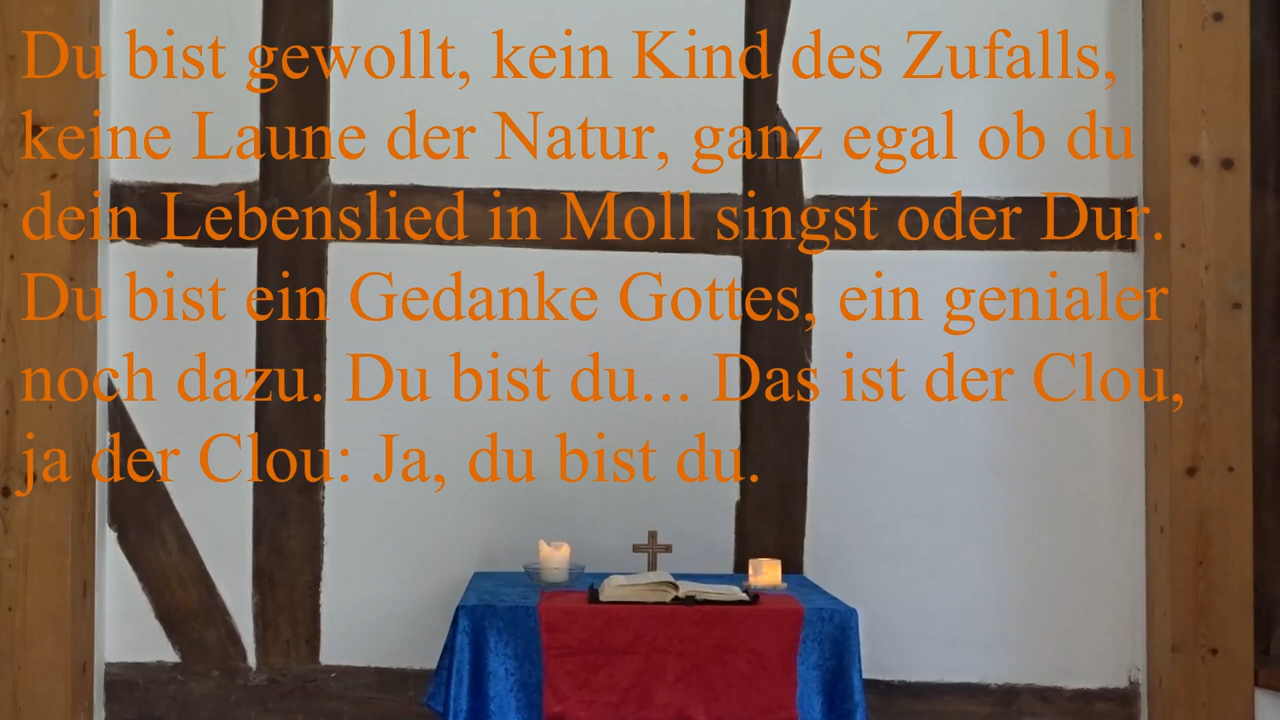 Du bist gewollt, kein Kind des Zufalls,
keine Laune der Natur, ganz egal ob du
dein Lebenslied in Moll singst oder Dur.
Du bist ein Gedanke Gottes, ein genialer
noch dazu. Du bist du... Das ist der Clou,
ja der Clou: Ja, du bist du.